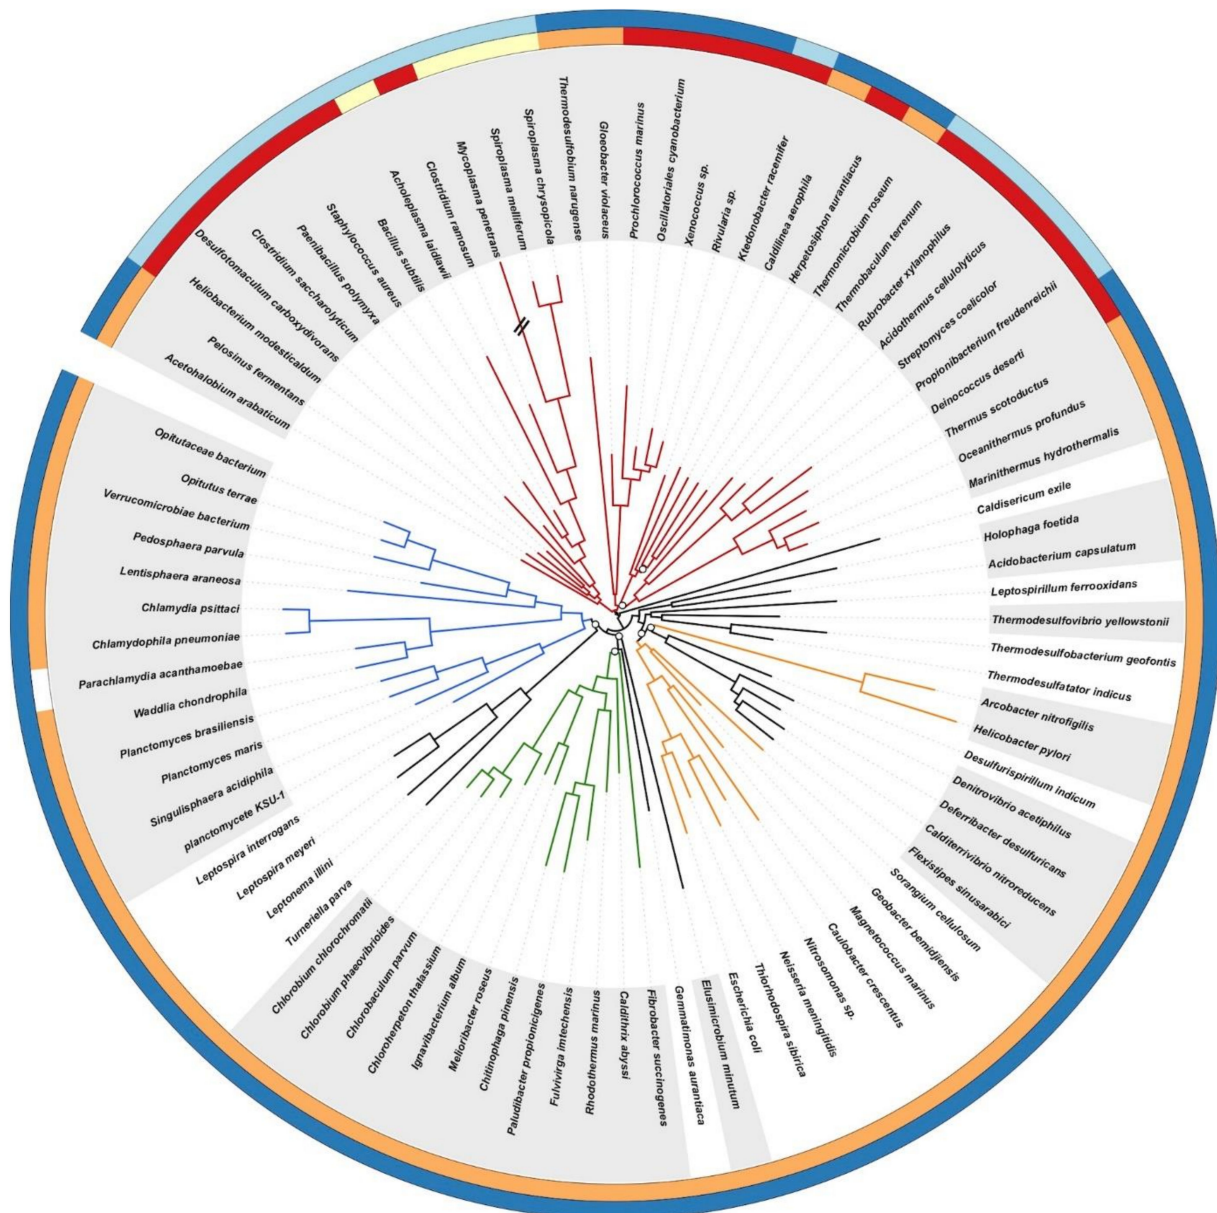 Thermodesulfobium narugense
Gloeobacter violaceus
Prochlorococcus marinus
Oscillatoriales cyanobacterium
Xenococcus sp.
Rivularia sp.
Ktedonobacter racemifer
Caldilinea aerophila
Herpetosiphon aurantiacus
Thermomicrobium roseum
Thermobaculum terrenum
Rubrobacter xylanophilus
Acidothermus cellulolyticus
Streptomyces coelicolor
Propionibacterium freudenreichii
Deinococcus deserti
Thermus scotoductus
Oceanithermus profundus
Marinithermus hydrothermalis
Caldisericum exile
Holophaga foetida
Acidobacterium capsulatum
Leptospirillum ferrooxidans
Thermodesulfovibrio yellowstonii
Thermodesulfobacterium geofontis
Thermodesulfatator indicus
Arcobacter nitrofigilis
Helicobacter pylori
Desulfurispirillum indicum
Denitrovibrio acetiphilus
Deferribacter desulfuricans
Calditerrivibrio nitroreducens
Flexistipes sinusarabici
Sorangium cellulosum
Geobacter bemidjiensis
Magnetococcus marinus
Caulobacter crescentus
Nitrosomonas sp.
Neisseria meningitidis
Thiorhodospira sibirica
Escherichia coli
Elusimicrobium minutum
Gemmatimonas aurantiaca
Fibrobacter succinogenes
Caldithrix abyssi
Rhodothermus marinus
Fulvivirga imtechensis
Paludibacter propionicigenes
Chitinophaga pinensis
Melioribacter roseus
Ignavibacterium album
Chloroherpeton thalassium
Chlorobaculum parvum
Chlorobium phaeovibrioides
Chlorobium chlorochromatii
Turneriella parva
Leptonema illini
Leptospira meyeri
Leptospira interrogans
planctomycete KSU-1
Singulisphaera acidiphila
Planctomyces maris
Planctomyces brasiliensis
Waddlia chondrophila
Parachlamydia acanthamoebae
Chlamydophila pneumoniae
Chlamydia psittaci
Lentisphaera araneosa
Pedosphaera parvula
Verrucomicrobiae bacterium
Opitutus terrae
Opitutaceae bacterium
Acetohalobium arabaticum
Pelosinus fermentans
Heliobacterium modesticaldum
Desulfotomaculum carboxydivorans
Clostridium saccharolyticum
Paenibacillus polymyxa
Staphylococcus aureus
Bacillus subtilis
Acholeplasma laidlawii
Clostridium ramosum
Mycoplasma penetrans
Spiroplasma melliferum
Spiroplasma chrysopicola